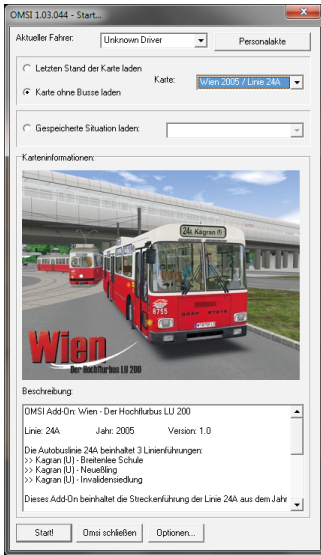 OMSI 1.03.044 - Start...
Aktueller Fahrer:
Unknown Driver
Personalakte
Letzten Stand der Karte laden
Karte:
Wien 2005 / Linie 24A
Karte ohne Busse laden
Gespeicherte Situation laden:
Karteninformationen:
24A Kagran Ⓤ
8755
GRÄF STEYR
Wien
Der Hochflurbus LU 200
Beschreibung:
OMSI Add-On: Wien - Der Hochflurbus LU 200
Linie: 24A Jahr: 2005 Version: 1.0
Die Autobuslinie 24A beinhaltet 3 Linienführungen:
>> Kagran (U) - Breitenlee Schule
>> Kagran (U) - Neueßling
>> Kagran (U) - Invalidensiedlung
Dieses Add-On beinhaltet die Streckenführung der Linie 24A aus dem Jahr
Start!
Omsi schließen
Optionen...